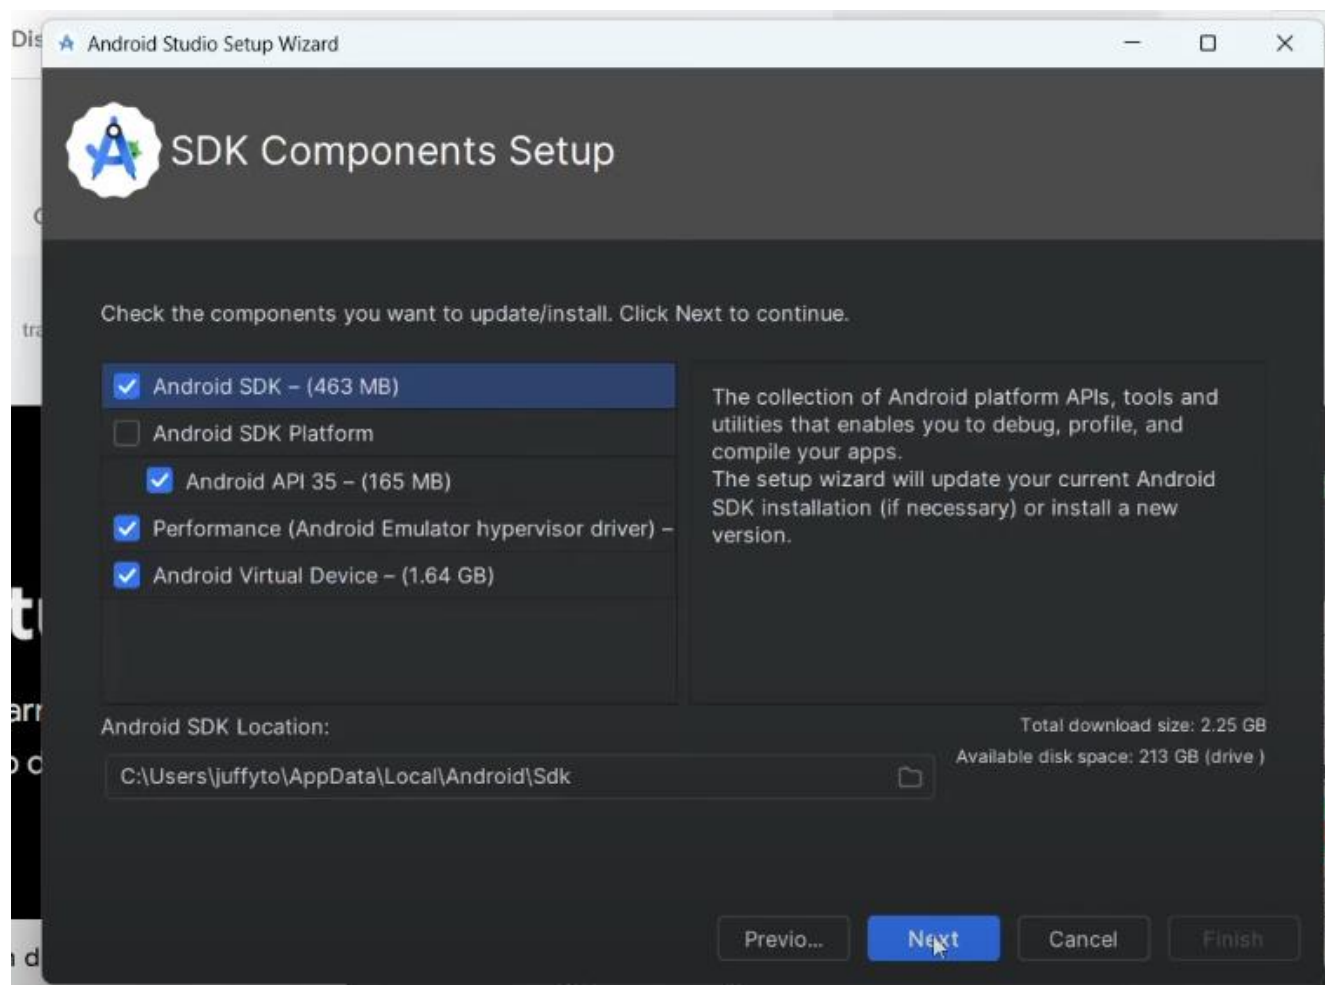 Dis
Android Studio Setup Wizard
SDK Components Setup
Check the components you want to update/install. Click Next to continue.
Android SDK – (463 MB)
Android SDK Platform
Android API 35 – (165 MB)
Performance (Android Emulator hypervisor driver) –
Android Virtual Device – (1.64 GB)
The collection of Android platform APIs, tools and
utilities that enables you to debug, profile, and
compile your apps.
The setup wizard will update your current Android
SDK installation (if necessary) or install a new
version.
Android SDK Location:
C:\Users\juffyto\AppData\Local\Android\Sdk
Total download size: 2.25 GB
Available disk space: 213 GB (drive )
Previo...
Next
Cancel
Finish